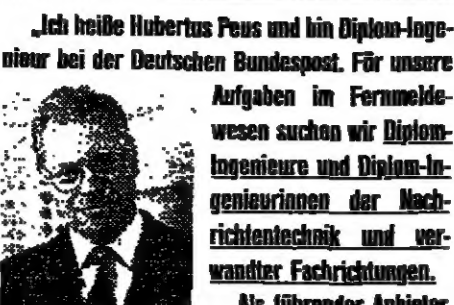 „Ich heiße Hubertus Peus und bin Diplom-Inge-
nieur bei der Deutschen Bundespost. Für unsere
Aufgaben im Fernmelde-
wesen suchen wir Diplom-
Ingenieure und Diplom-In-
genieurinnen der Nach-
richtentechnik und ver-
wandter Fachrichtungen.
Als führender Anbieter